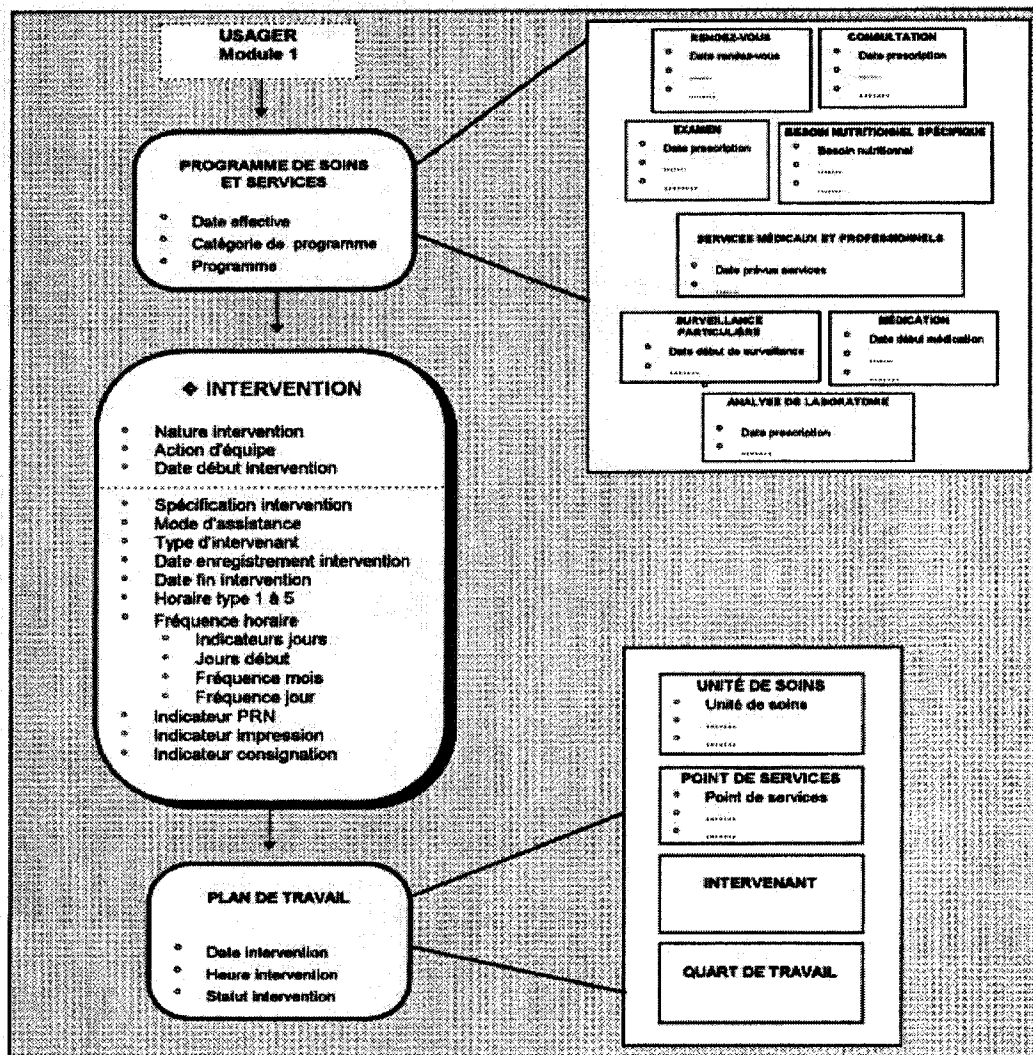 USAGER
Module 1
PROGRAMME DE SOINS
ET SERVICES
Date effective
Catégorie de programme
Programme
❖ INTERVENTION
Nature intervention
Action d'équipe
Date début intervention
Spécification intervention
Mode d'assistance
Type d'intervenant
Date enregistrement intervention
Date fin intervention
Horaire type 1 à 5
Fréquence horaire
Indicateurs jours
Jours début
Fréquence mois
Fréquence jour
Indicateur PRN
Indicateur impression
Indicateur consignation
PLAN DE TRAVAIL
Date intervention
Heure intervention
Statut intervention
RENDEZ-VOUS
Date rendez-vous
......
.......
CONSULTATION
Date prescription
......
.......
EXAMEN
Date prescription
......
.......
BESOIN NUTRITIONNEL SPÉCIFIQUE
Besoin nutritionnel
.......
.......
SERVICES MÉDICAUX ET PROFESSIONNELS
Date prévue services
......
SURVEILLANCE
PARTICULIÈRE
Date début de surveillance
.......
MÉDICATION
Date début médication
......
.......
ANALYSE DE LABORATOIRE
Date prescription
.......
UNITÉ DE SOINS
Unité de soins
.......
.......
POINT DE SERVICES
Point de services
.......
.......
INTERVENANT
QUART DE TRAVAIL